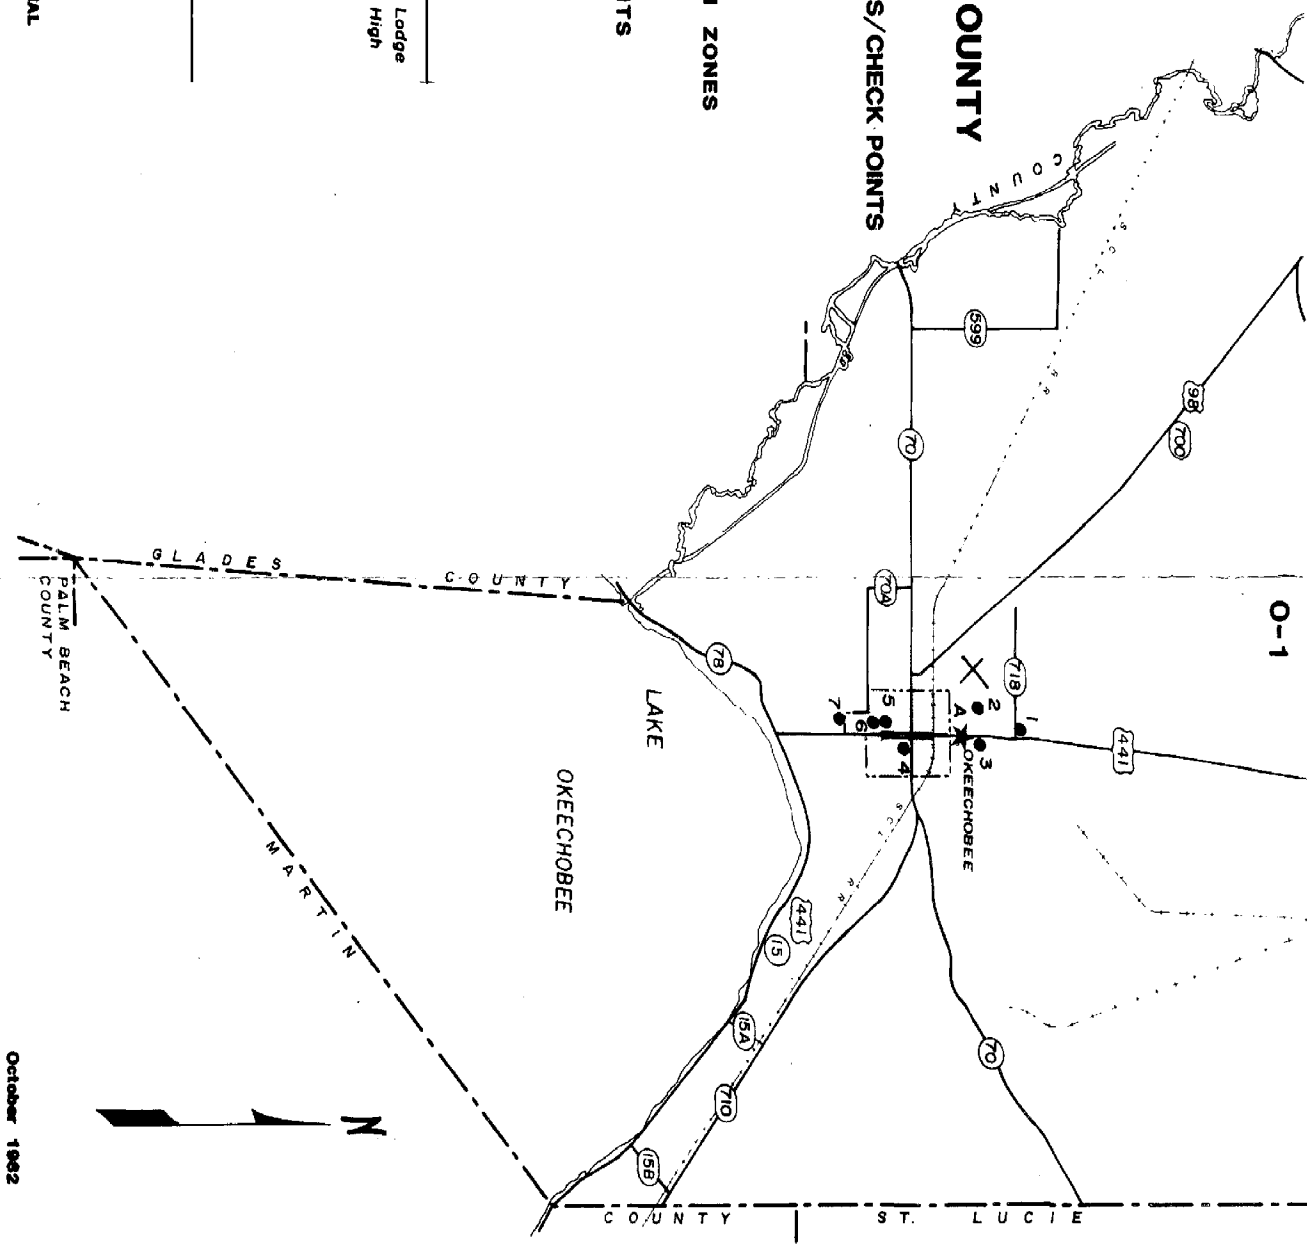 OUNTY
S/CHECK POINTS
ZONES
NTS
Lodge
High
AL
O-1
COUNTY
S.C.L. R.R.
599
98
700
70
70A
718
441
1
2
A
3
OKEECHOBEE
4
5
6
7
78
LAKE
OKEECHOBEE
S.C.L. R.R.
441
15
15A
70
710
15B
GLADES COUNTY
PALM BEACH
COUNTY
MARTIN
COUNTY
ST. LUCIE
N
October 1982